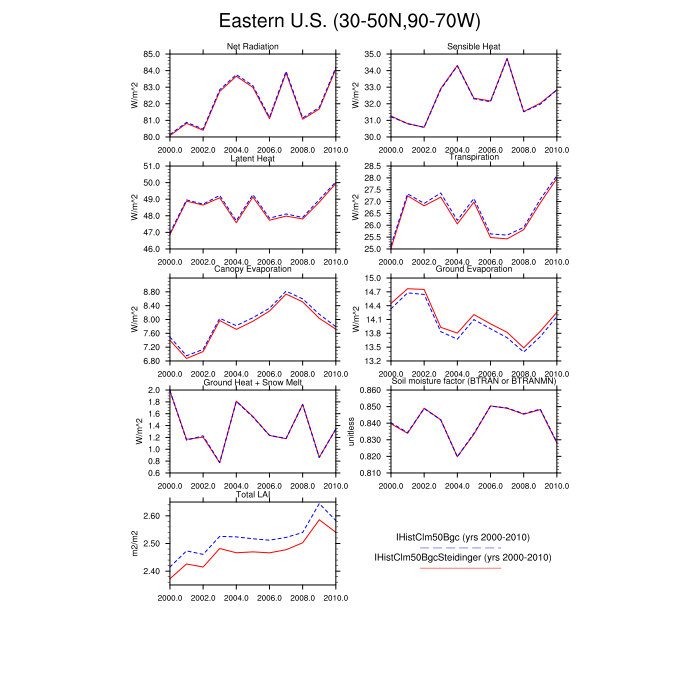 Eastern U.S. (30-50N,90-70W)
Net Radiation
Sensible Heat
85.0
84.0
83.0
82.0
81.0
80.0
W/m^2
2000.0 2002.0 2004.0 2006.0 2008.0 2010.0
35.0
34.0
33.0
32.0
31.0
30.0
W/m^2
2000.0 2002.0 2004.0 2006.0 2008.0 2010.0
Latent Heat
Transpiration
51.0
50.0
49.0
48.0
47.0
46.0
W/m^2
2000.0 2002.0 2004.0 2006.0 2008.0 2010.0
28.5
28.0
27.5
27.0
26.5
26.0
25.5
25.0
W/m^2
2000.0 2002.0 2004.0 2006.0 2008.0 2010.0
Canopy Evaporation
Ground Evaporation
8.80
8.40
8.00
7.60
7.20
6.80
W/m^2
2000.0 2002.0 2004.0 2006.0 2008.0 2010.0
15.0
14.7
14.4
14.1
13.8
13.5
13.2
W/m^2
2000.0 2002.0 2004.0 2006.0 2008.0 2010.0
Ground Heat + Snow Melt
Soil moisture factor (BTRAN or BTRANMN)
2.0
1.8
1.6
1.4
1.2
1.0
0.8
0.6
W/m^2
2000.0 2002.0 2004.0 2006.0 2008.0 2010.0
0.860
0.850
0.840
0.830
0.820
0.810
unitless
2000.0 2002.0 2004.0 2006.0 2008.0 2010.0
Total LAI
2.60
2.50
2.40
m2/m2
2000.0 2002.0 2004.0 2006.0 2008.0 2010.0
IHistClm50Bgc (yrs 2000-2010)
IHistClm50BgcSteidinger (yrs 2000-2010)